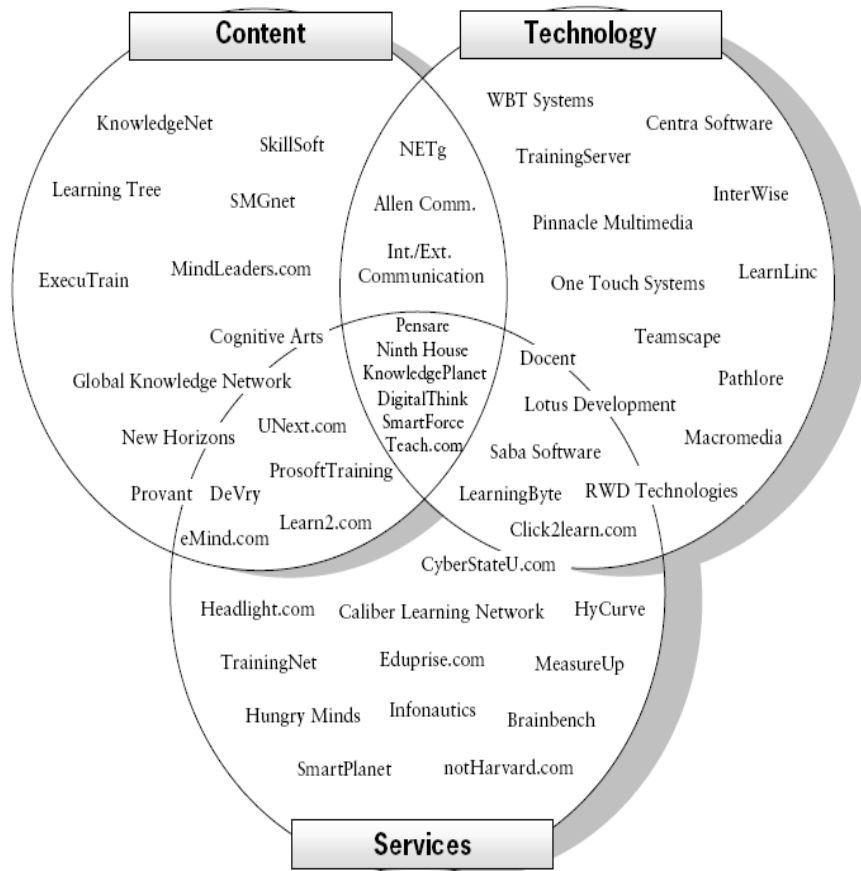 Content
Technology
WBT Systems
KnowledgeNet
Centra Software
SkillSoft
NETg
TrainingServer
Learning Tree
SMGnet
Allen Comm.
InterWise
Pinnacle Multimedia
Int./Ext.
Communication
ExecuTrain
MindLeaders.com
One Touch Systems
LearnLinc
Cognitive Arts
Pensare
Ninth House
KnowledgePlanet
DigitalThink
SmartForce
Teach.com
Docent
Teamscape
Global Knowledge Network
Pathlore
Lotus Development
UNext.com
New Horizons
Macromedia
Saba Software
ProsoftTraining
Provant
DeVry
LearningByte
RWD Technologies
Learn2.com
Click2learn.com
eMind.com
CyberStateU.com
Headlight.com
Caliber Learning Network
HyCurve
TrainingNet
Eduprise.com
MeasureUp
Hungry Minds
Infonautics
Brainbench
SmartPlanet
notHarvard.com
Services